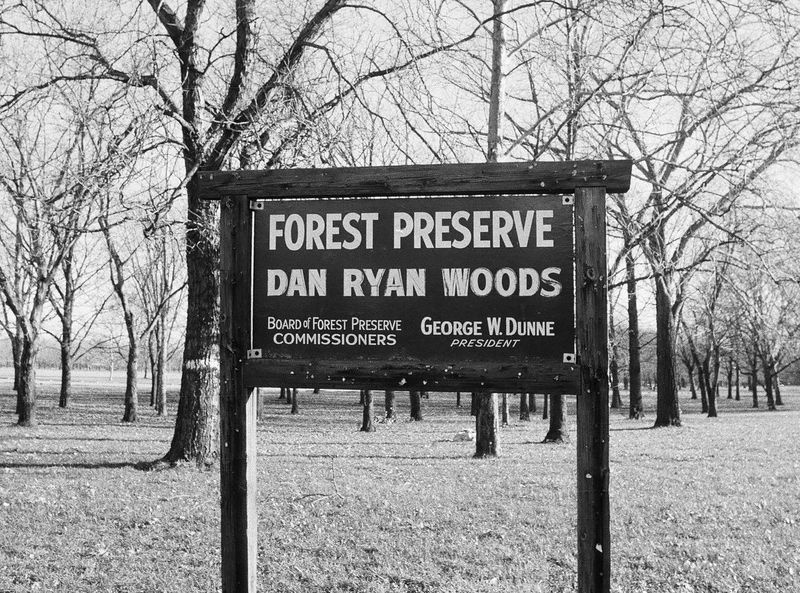 FOREST PRESERVE
DAN RYAN WOODS
BOARD of FOREST PRESERVE
COMMISSIONERS
GEORGE W. DUNNE
PRESIDENT